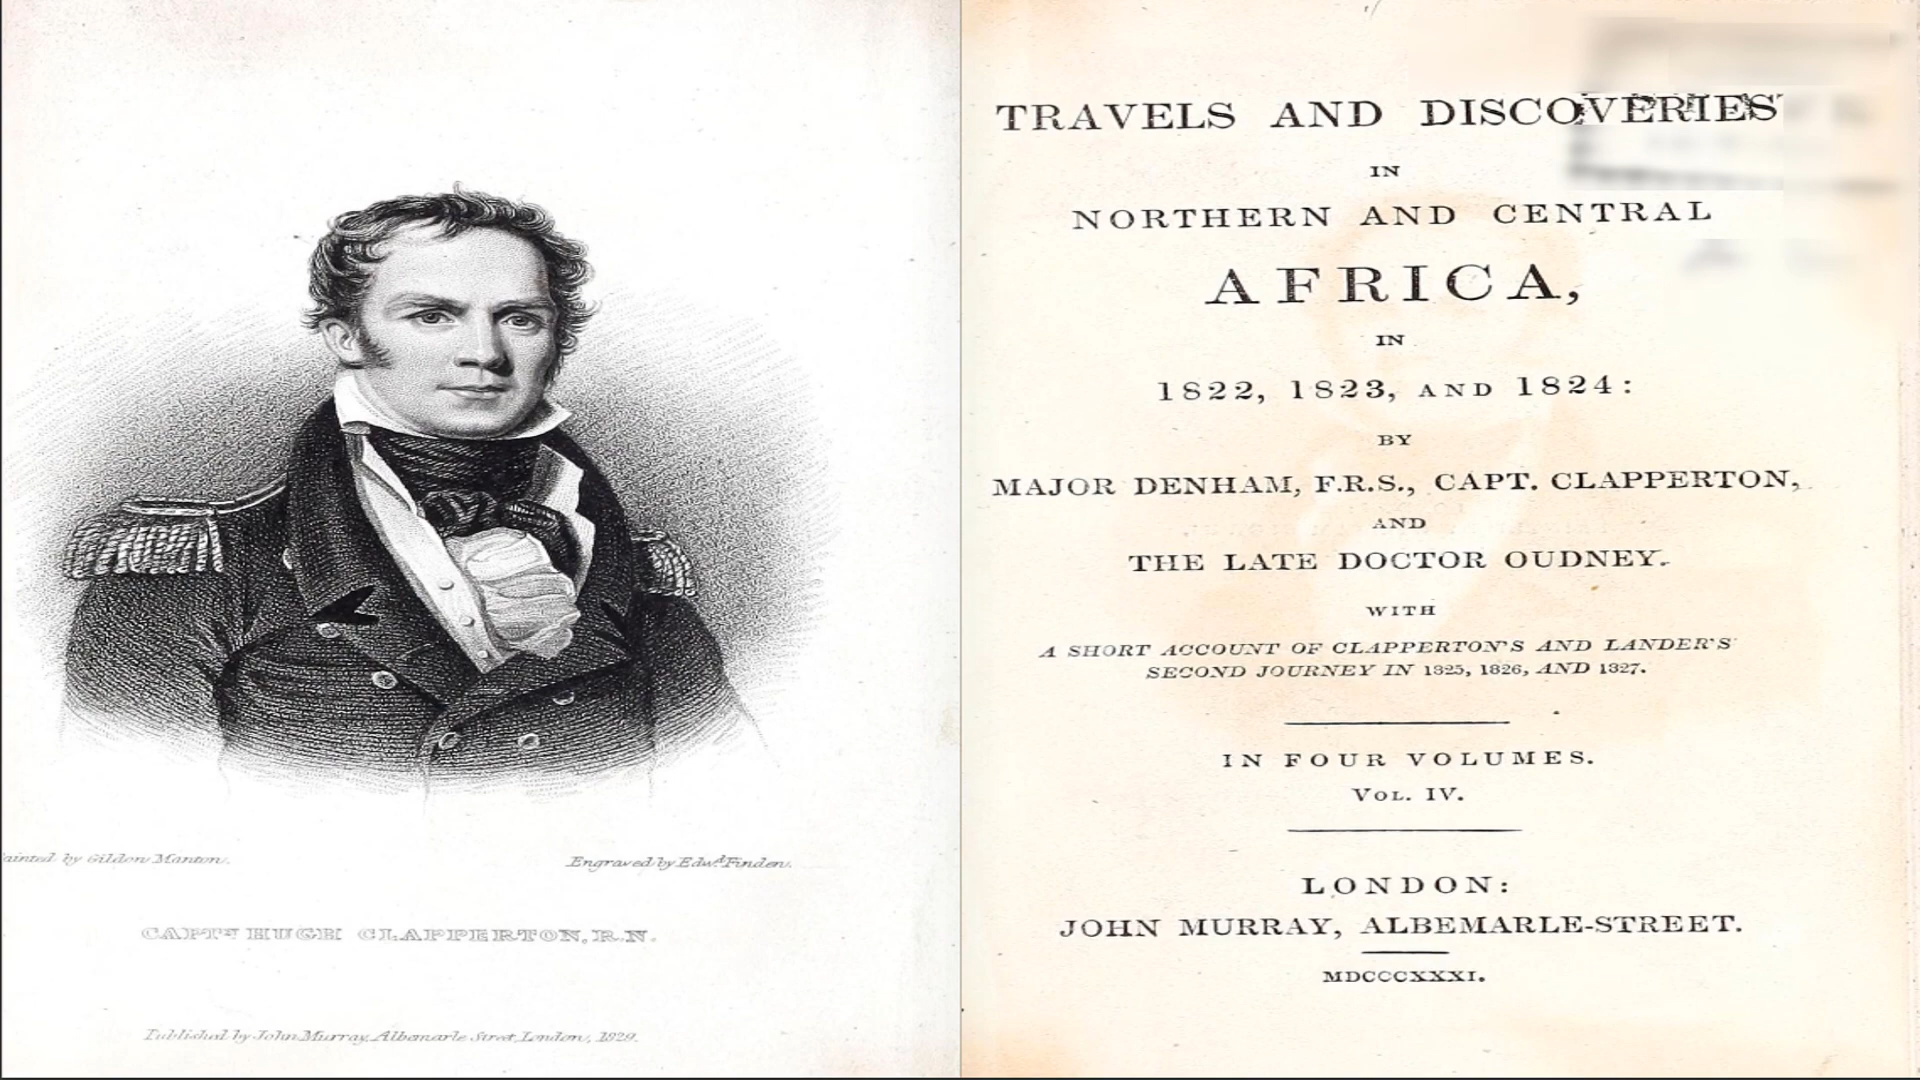 ainted by Gildon Manton.
Engraved by Edwd. Finden.
CAPTN. HUGH CLAPPERTON, R.N.
Published by John Murray, Albemarle Street, London, 1829.
TRAVELS AND DISCOVERIES
IN
NORTHERN AND CENTRAL
AFRICA,
IN
1822, 1823, AND 1824:
BY
MAJOR DENHAM, F.R.S., CAPT. CLAPPERTON,
AND
THE LATE DOCTOR OUDNEY.
WITH
A SHORT ACCOUNT OF CLAPPERTON'S AND LANDER'S
SECOND JOURNEY IN 1825, 1826, AND 1827.
IN FOUR VOLUMES.
VOL. IV.
LONDON:
JOHN MURRAY, ALBEMARLE-STREET.
MDCCCXXXI.